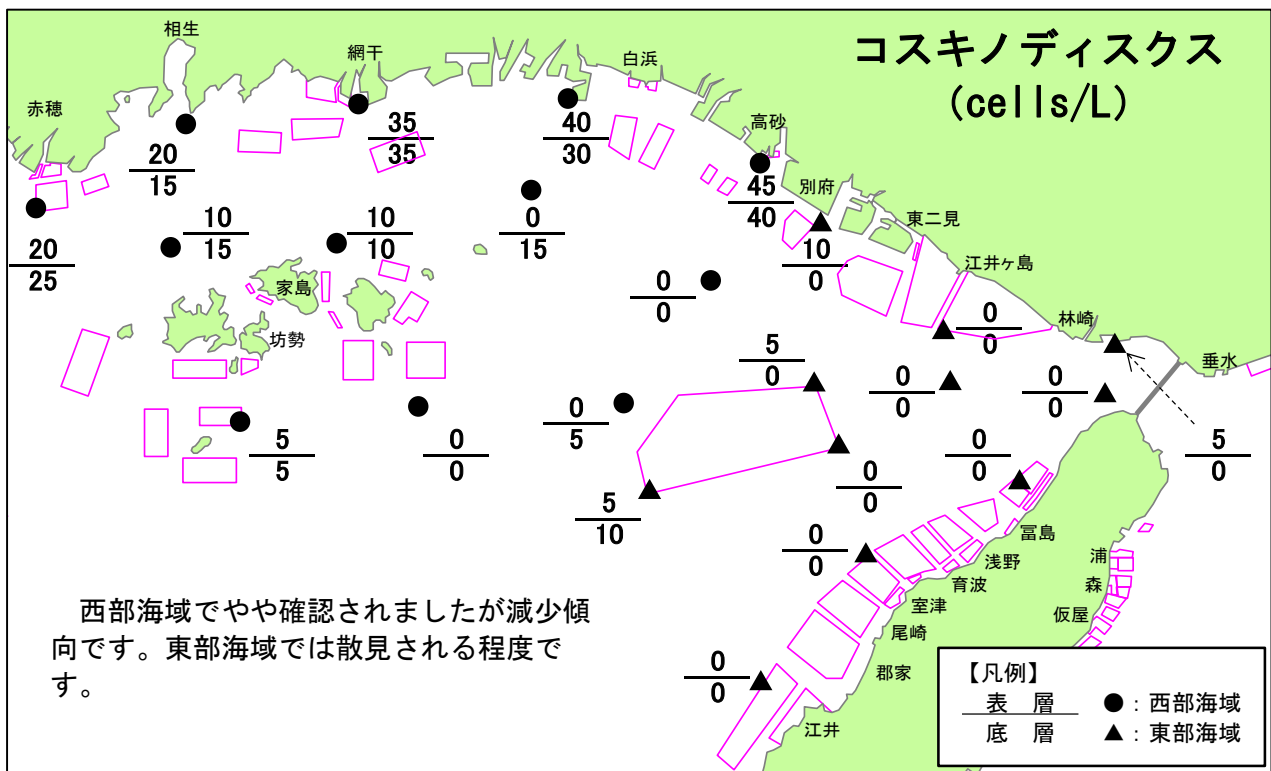 コスキノディスクス
(cells/L)
相生
網干
白浜
赤穂
高砂
別府
東二見
江井ヶ島
林崎
垂水
家島
坊勢
冨島
浅野
育波
室津
尾崎
郡家
江井
浦
森
仮屋
20
15
35
35
40
30
45
40
20
25
10
15
10
10
0
15
10
0
0
0
0
0
5
0
0
0
0
0
5
0
5
5
0
0
0
5
0
0
0
0
5
10
0
0
0
0
西部海域でやや確認されましたが減少傾
向です。東部海域では散見される程度で
す。
【凡例】
表 層
底 層
●：西部海域
▲：東部海域